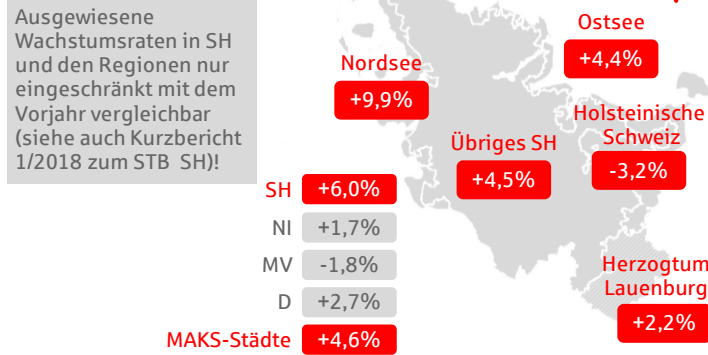 Ausgewiesene
Wachstumsraten in SH
und den Regionen nur
eingeschränkt mit dem
Vorjahr vergleichbar
(siehe auch Kurzbericht
1/2018 zum STB SH)!
Ostsee
+4,4%
Nordsee
+9,9%
Holsteinische
Schweiz
-3,2%
Übriges SH
+4,5%
SH +6,0%
NI +1,7%
MV -1,8%
D +2,7%
MAKS-Städte +4,6%
Herzogtum
Lauenburg
+2,2%